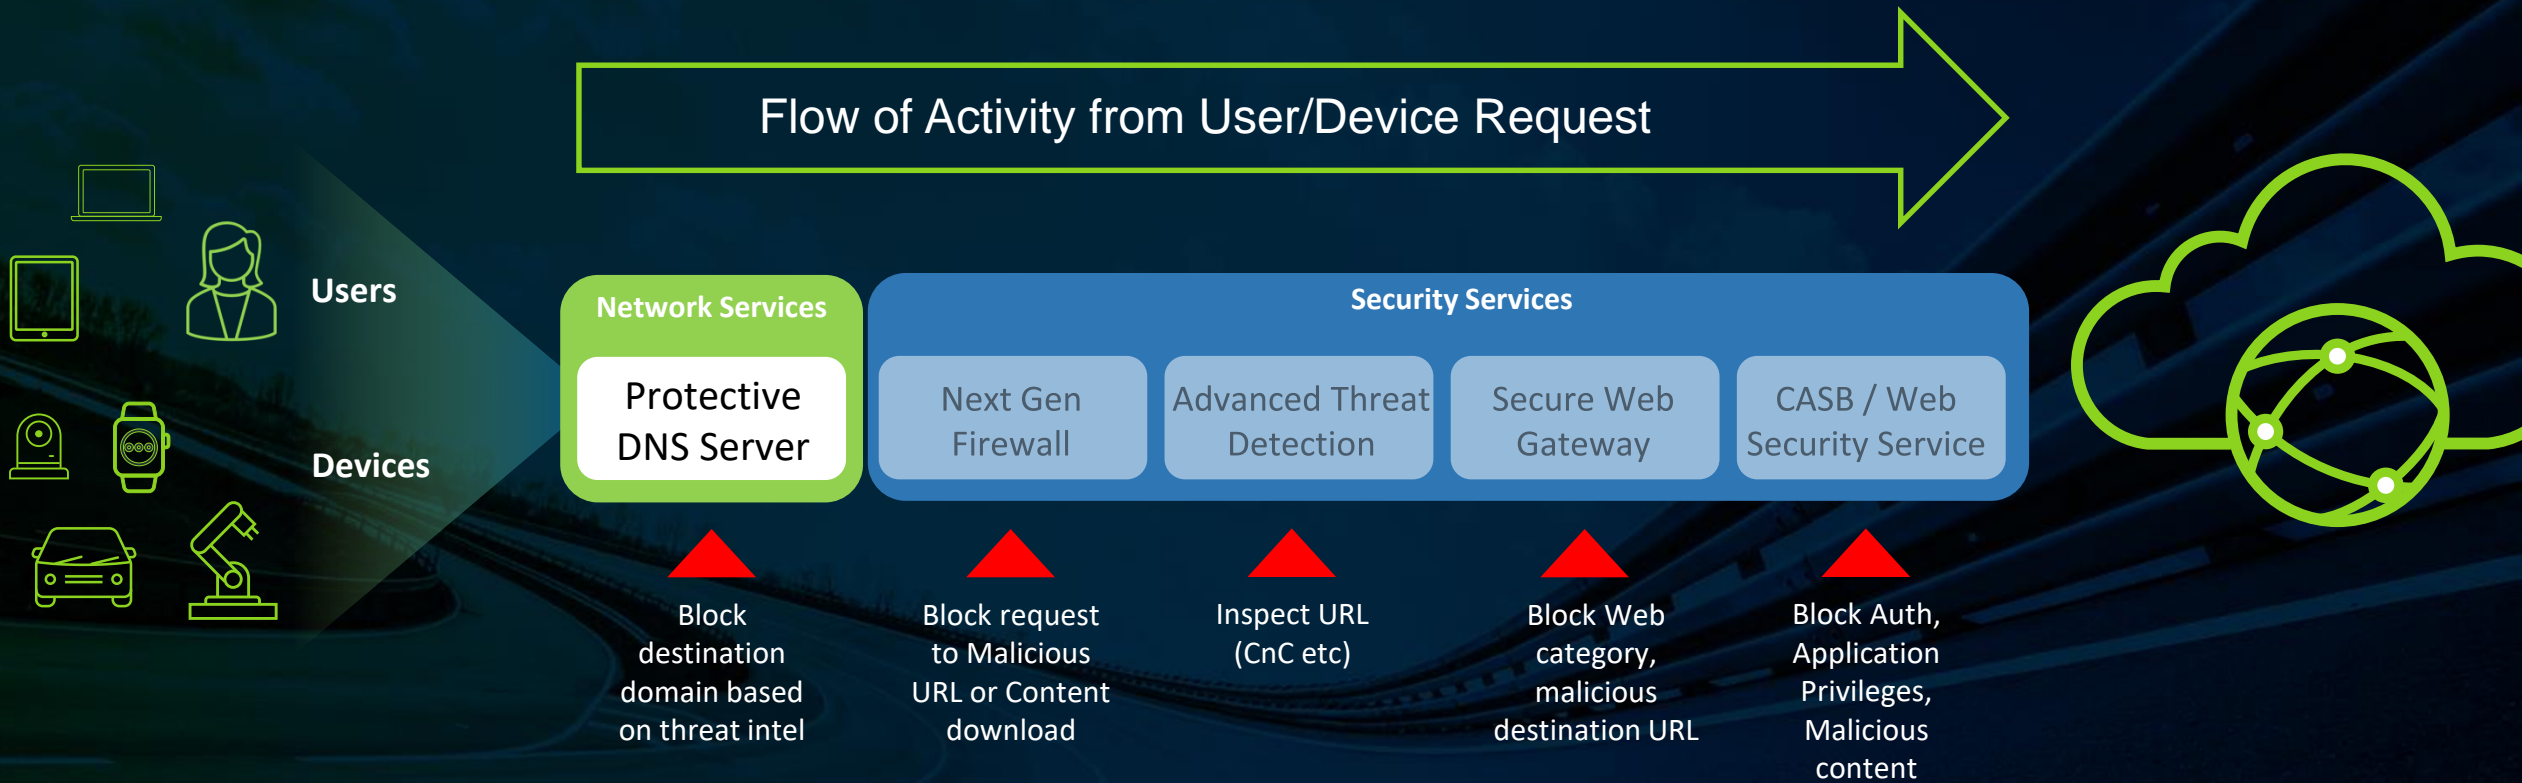 Flow of Activity from User/Device Request
Users
Devices
Network Services
Protective
DNS Server
Security Services
Next Gen
Firewall
Advanced Threat
Detection
Secure Web
Gateway
CASB / Web
Security Service
Block
destination
domain based
on threat intel
Block request
to Malicious
URL or Content
download
Inspect URL
(CnC etc)
Block Web
category,
malicious
destination URL
Block Auth,
Application
Privileges,
Malicious
content